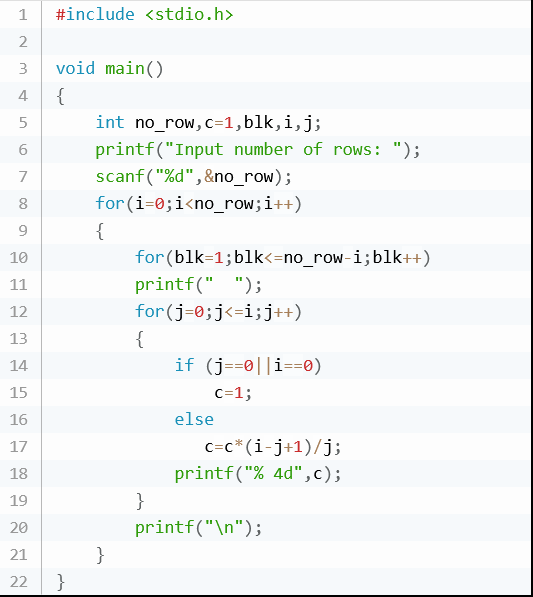 1 #include <stdio.h>
2
3 void main()
4 {
5     int no_row,c=1,blk,i,j;
6     printf("Input number of rows: ");
7     scanf("%d",&no_row);
8     for(i=0;i<no_row;i++)
9     {
10         for(blk=1;blk<=no_row-i;blk++)
11         printf("  ");
12         for(j=0;j<=i;j++)
13         {
14             if (j==0||i==0)
15                 c=1;
16             else
17                c=c*(i-j+1)/j;
18             printf("% 4d",c);
19         }
20         printf("\n");
21     }
22 }